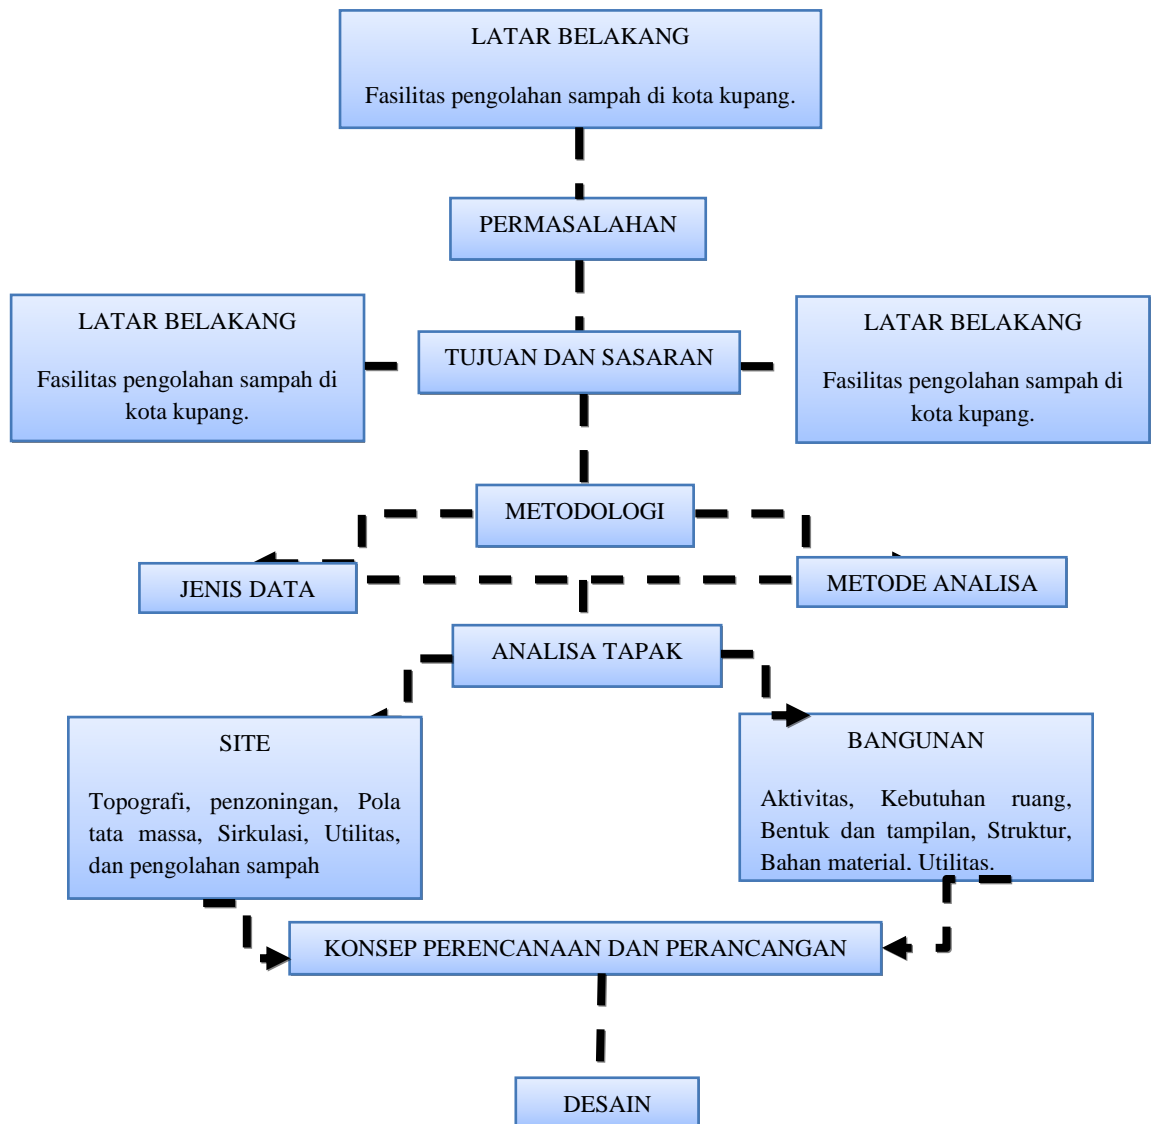 LATAR BELAKANG
Fasilitas pengolahan sampah di kota kupang.
PERMASALAHAN
LATAR BELAKANG
Fasilitas pengolahan sampah di
kota kupang.
TUJUAN DAN SASARAN
LATAR BELAKANG
Fasilitas pengolahan sampah di
kota kupang.
METODOLOGI
JENIS DATA
METODE ANALISA
ANALISA TAPAK
SITE
Topografi, penzoningan, Pola
tata massa, Sirkulasi, Utilitas,
dan pengolahan sampah
BANGUNAN
Aktivitas, Kebutuhan ruang,
Bentuk dan tampilan, Struktur,
Bahan material. Utilitas.
KONSEP PERENCANAAN DAN PERANCANGAN
DESAIN